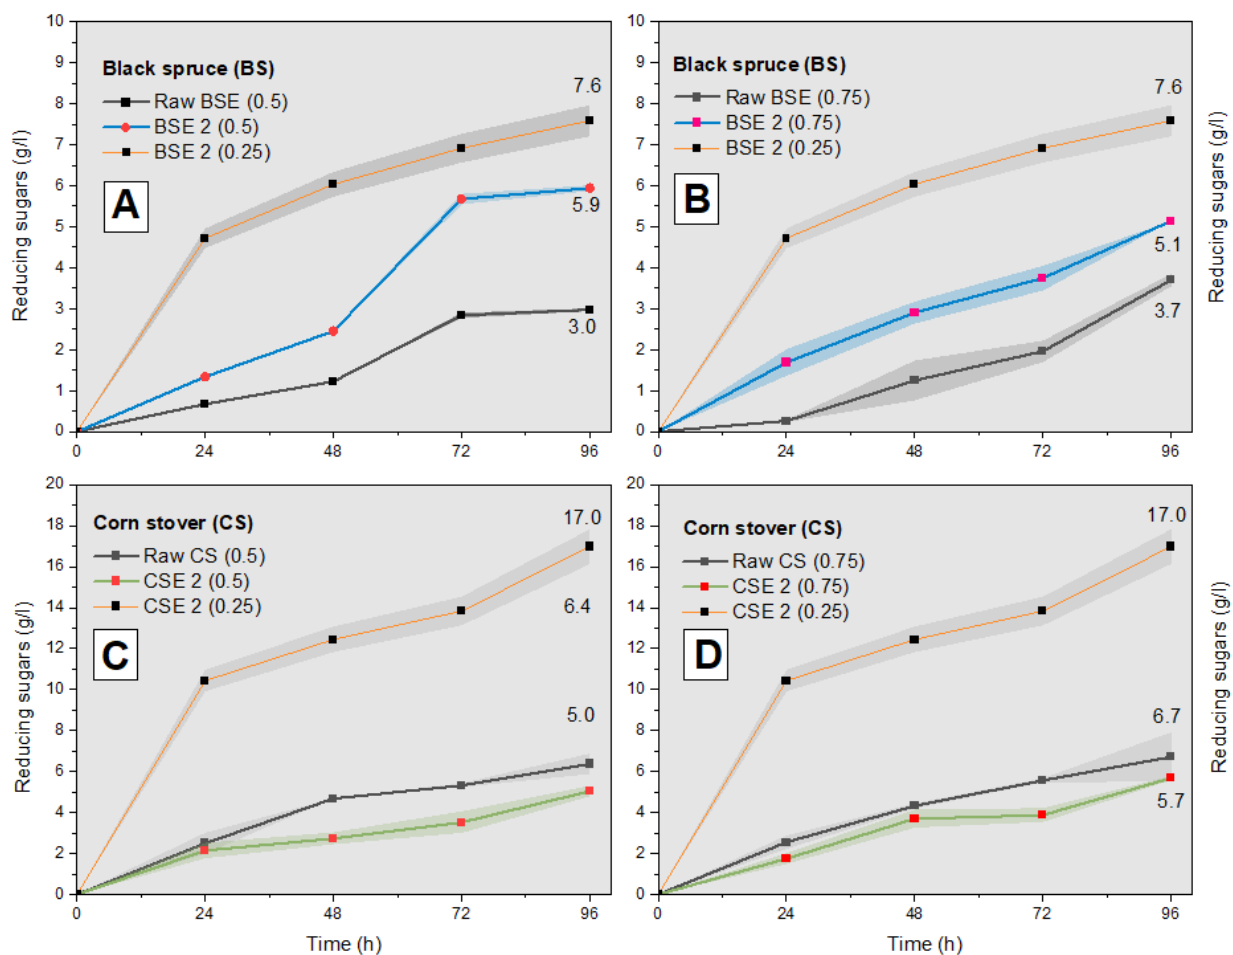 10
9
8
7
6
5
4
3
2
1
0
Reducing sugars (g/l)
Black spruce (BS)
Raw BSE (0.5)
BSE 2 (0.5)
BSE 2 (0.25)
A
7.6
5.9
3.0
0 24 48 72 96
10
9
8
7
6
5
4
3
2
1
0
Reducing sugars (g/l)
Black spruce (BS)
Raw BSE (0.75)
BSE 2 (0.75)
BSE 2 (0.25)
B
7.6
5.1
3.7
0 24 48 72 96
20
18
16
14
12
10
8
6
4
2
0
Reducing sugars (g/l)
Corn stover (CS)
Raw CS (0.5)
CSE 2 (0.5)
CSE 2 (0.25)
C
17.0
6.4
5.0
0 24 48 72 96
Time (h)
20
18
16
14
12
10
8
6
4
2
0
Reducing sugars (g/l)
Corn stover (CS)
Raw CS (0.75)
CSE 2 (0.75)
CSE 2 (0.25)
D
17.0
6.7
5.7
0 24 48 72 96
Time (h)